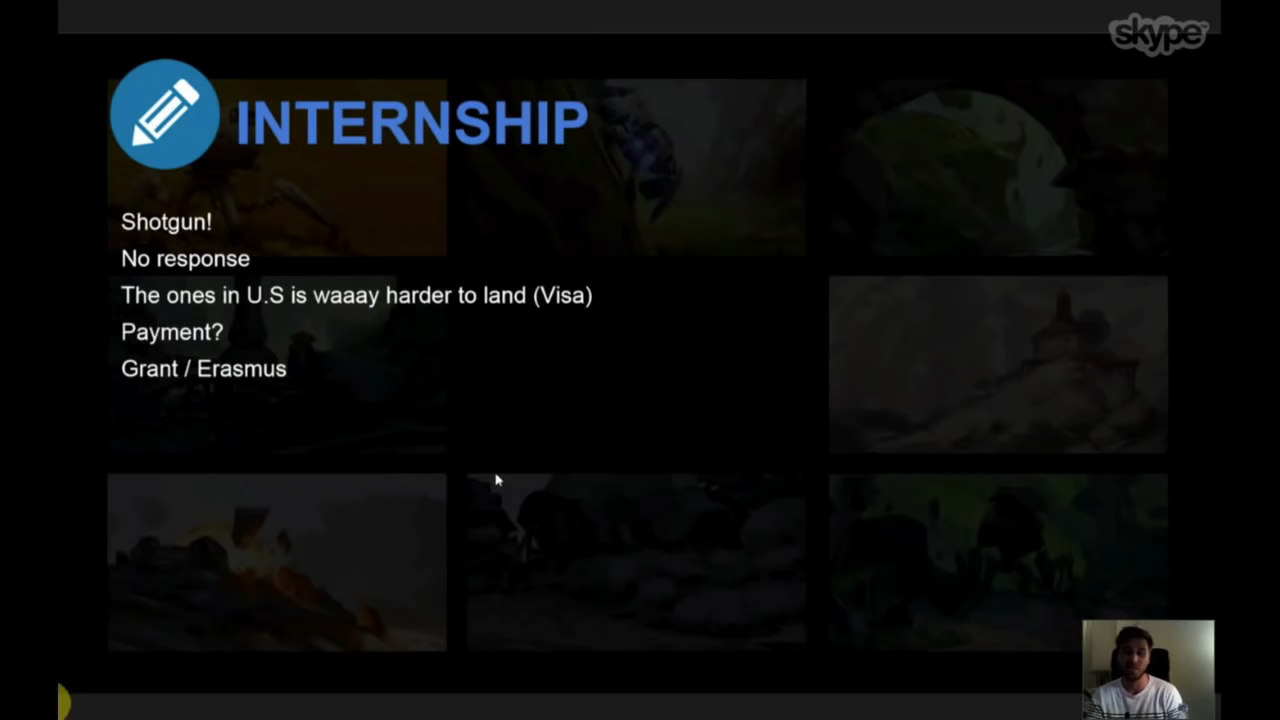 skype
INTERNSHIP
Shotgun!
No response
The ones in U.S is waaay harder to land (Visa)
Payment?
Grant / Erasmus